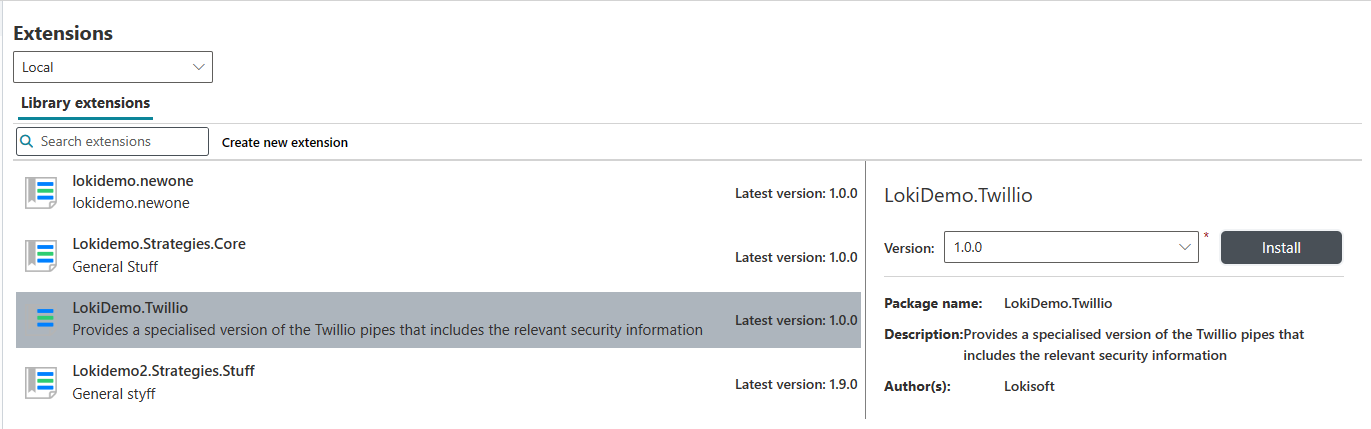 Extensions
Local
Library extensions
Search extensions
Create new extension
lokidemo.newone
lokidemo.newone
Latest version: 1.0.0
Lokidemo.Strategies.Core
General Stuff
Latest version: 1.0.0
LokiDemo.Twillio
Provides a specialised version of the Twillio pipes that includes the relevant security information
Latest version: 1.0.0
Lokidemo2.Strategies.Stuff
General styff
Latest version: 1.9.0
LokiDemo.Twillio
Version: 1.0.0 * Install
Package name: LokiDemo.Twillio
Description:Provides a specialised version of the Twillio pipes that
includes the relevant security information
Author(s): Lokisoft